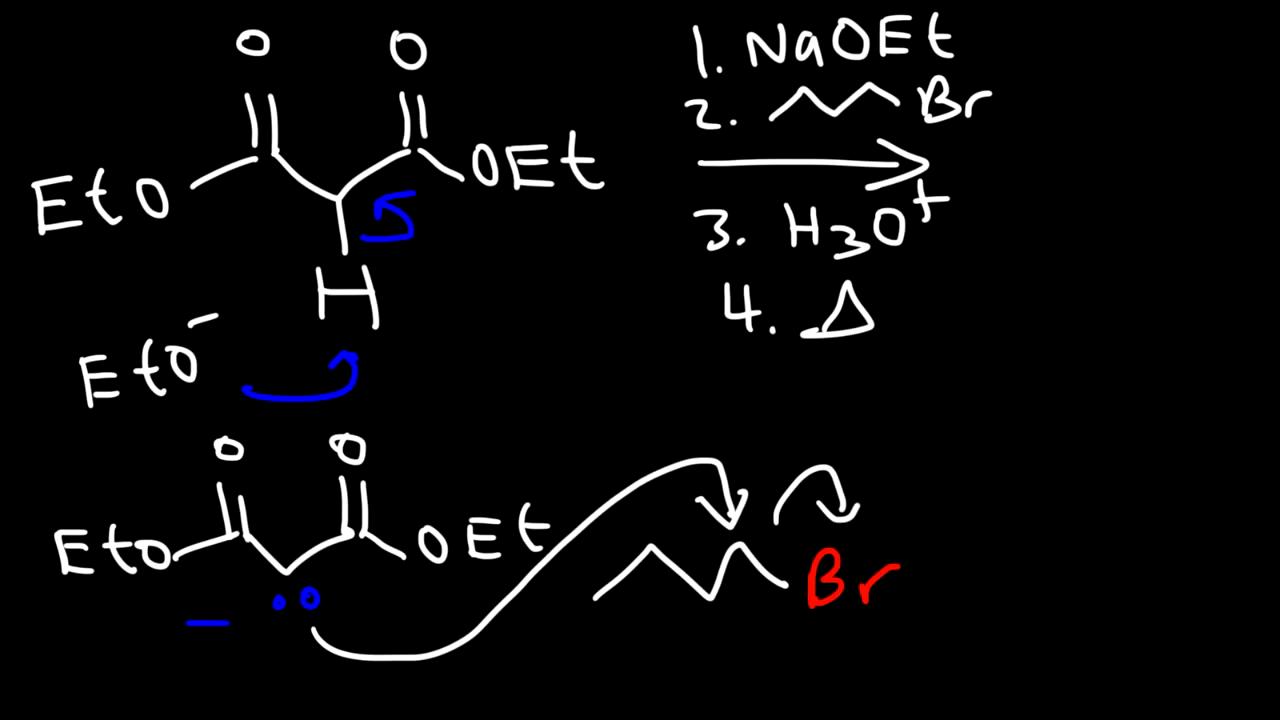 O O
EtO OEt
H
EtO⁻
1. NaOEt
2. Br
3. H₃O⁺
4. Δ
O O
EtO OEt
Br